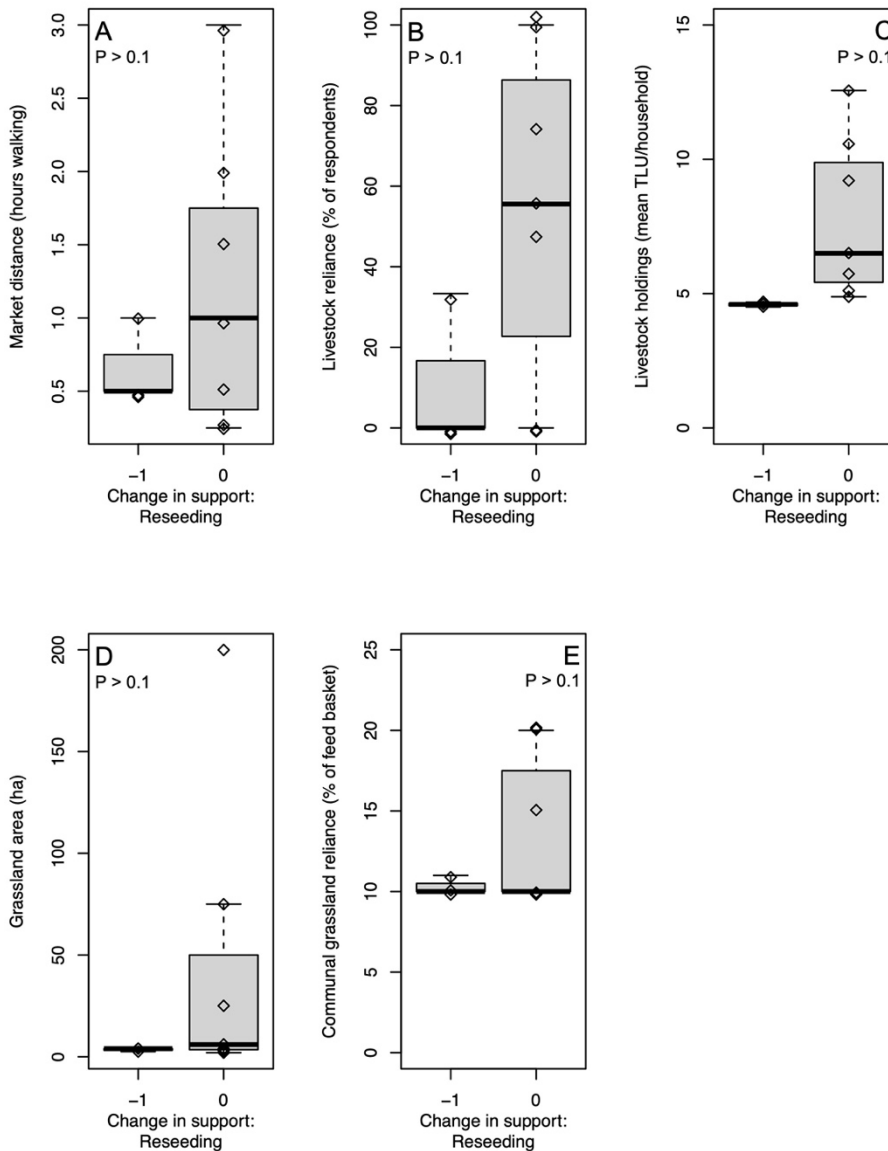 A
P > 0.1
Market distance (hours walking)
3.0
2.5
2.0
1.5
1.0
0.5
−1 0
Change in support:
Reseeding
B
P > 0.1
Livestock reliance (% of respondents)
100
80
60
40
20
0
−1 0
Change in support:
Reseeding
C
P > 0.1
Livestock holdings (mean TLU/household)
15
10
5
0
−1 0
Change in support:
Reseeding
D
P > 0.1
Grassland area (ha)
200
150
100
50
0
−1 0
Change in support:
Reseeding
E
P > 0.1
Communal grassland reliance (% of feed basket)
25
20
15
10
5
0
−1 0
Change in support:
Reseeding